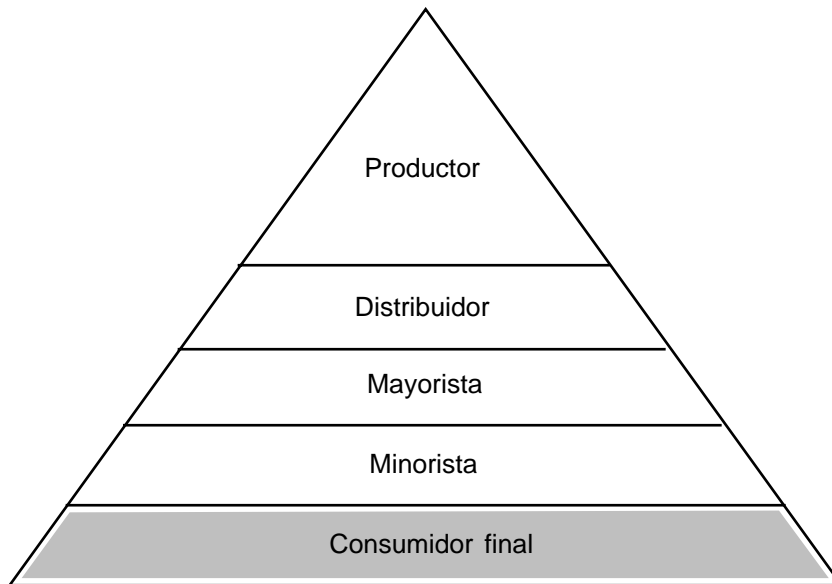 Productor
Distribuidor
Mayorista
Minorista
Consumidor final